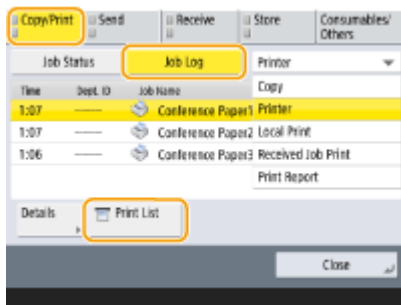 Copy/Print Send Receive Store Consumables/
Others
Job Status Job Log Printer
Time Dept. ID Job Name Copy
1:07 ------ Conference Paper1 Printer
1:07 ------ Conference Paper2 Local Print
1:06 ------ Conference Paper3 Received Job Print
Print Report
Details Print List
Close